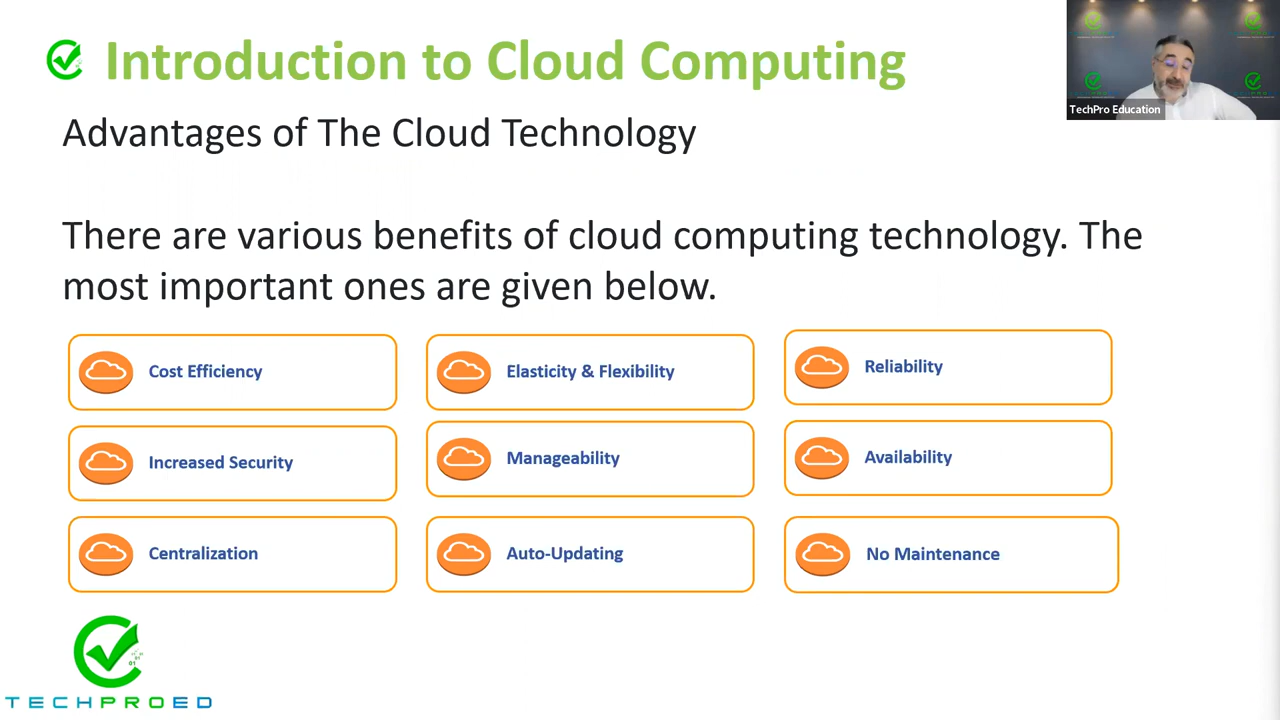 Introduction to Cloud Computing
TechPro Education
Advantages of The Cloud Technology
There are various benefits of cloud computing technology. The
most important ones are given below.
Cost Efficiency
Elasticity & Flexibility
Reliability
Increased Security
Manageability
Availability
Centralization
Auto-Updating
No Maintenance
TECHPROED